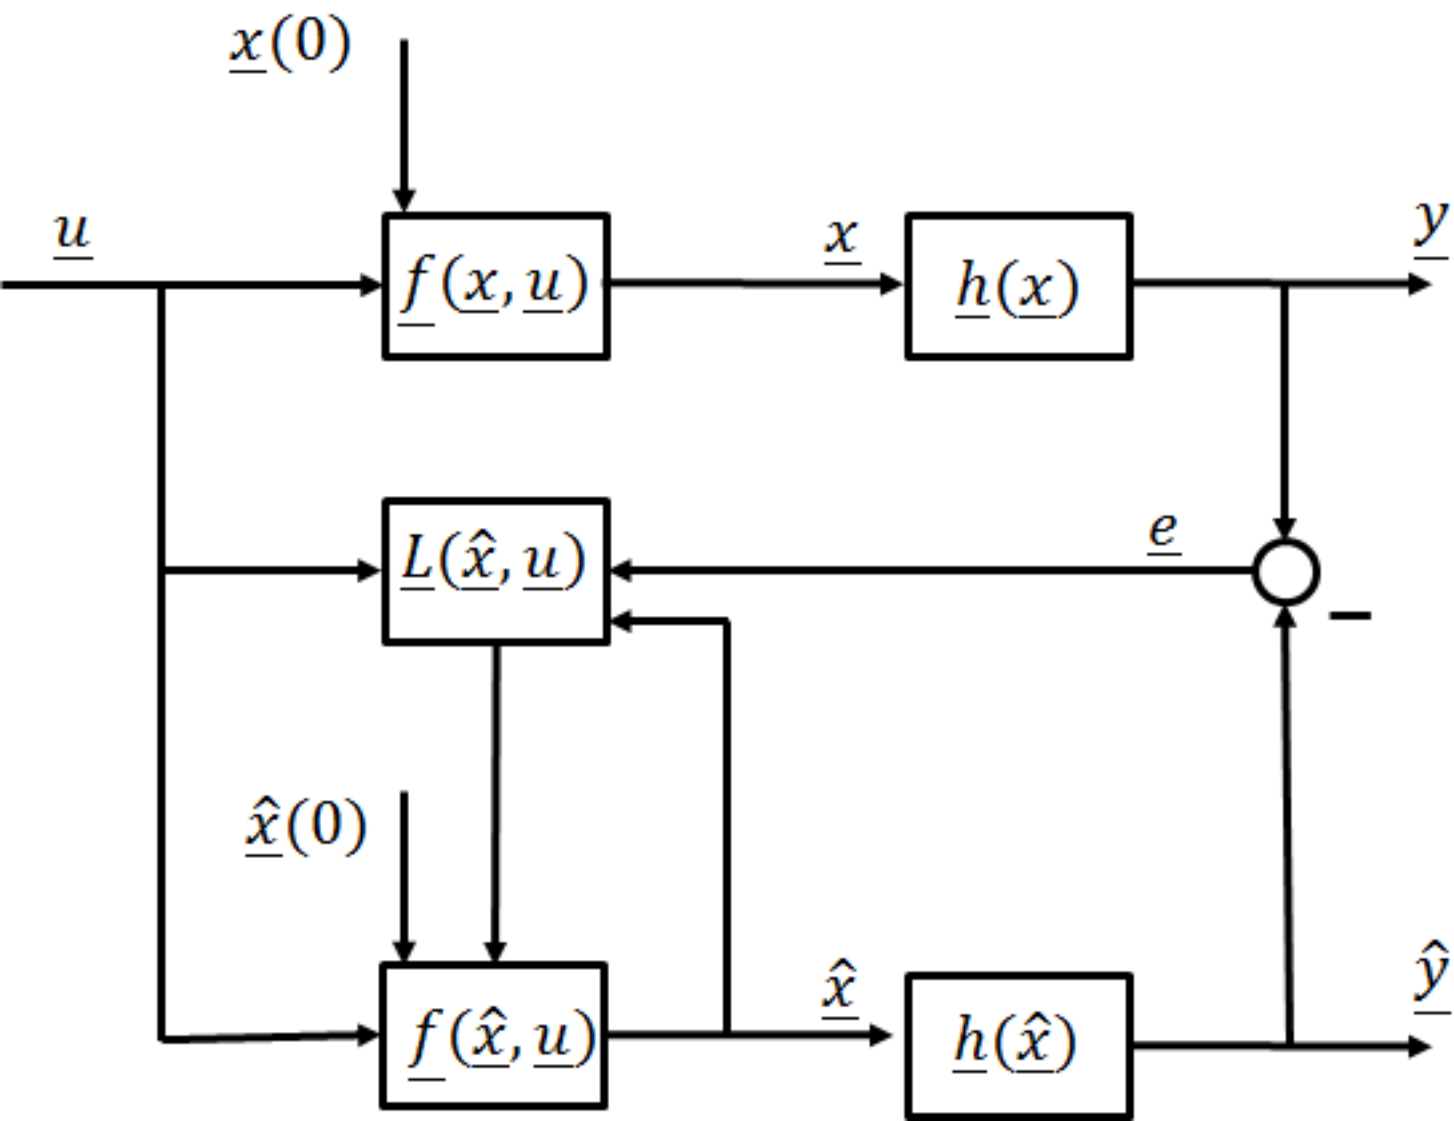 x(0)
u
f(x, u)
x
h(x)
y
L(x̂, u)
e
−
x̂(0)
f(x̂, u)
x̂
h(x̂)
ŷ